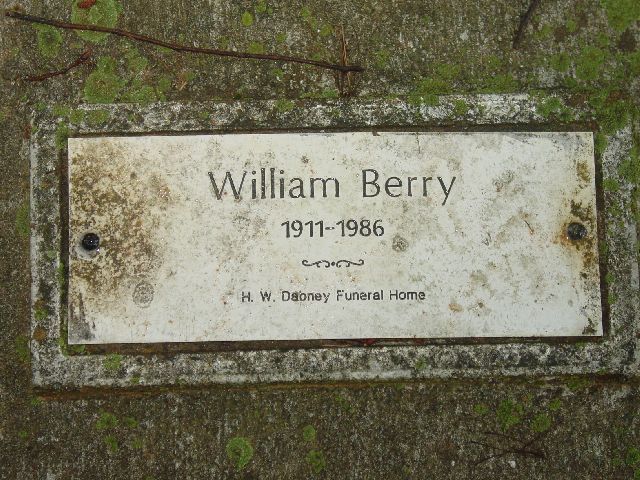 William Berry
1911-1986
H. W. Dabney Funeral Home